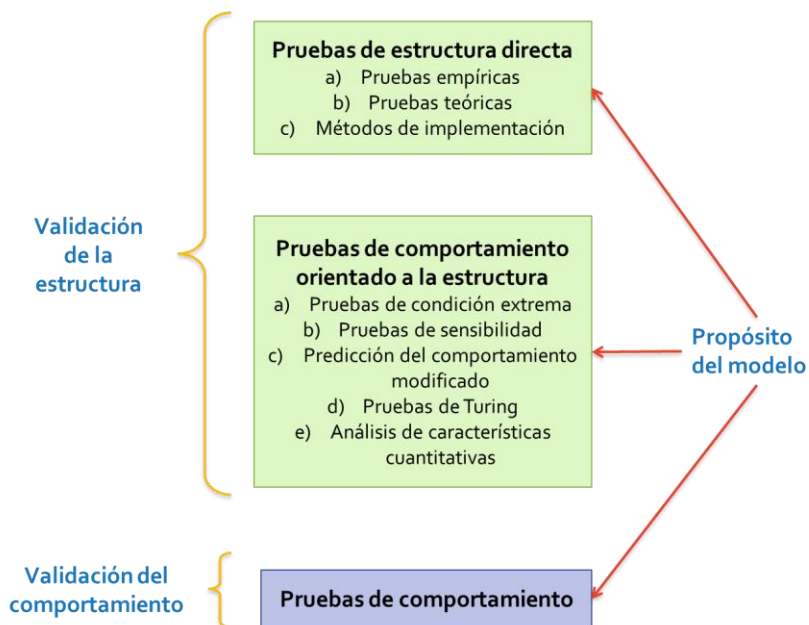 Pruebas de estructura directa
a) Pruebas empíricas
b) Pruebas teóricas
c) Métodos de implementación
Validación
de la
estructura
Pruebas de comportamiento
orientado a la estructura
a) Pruebas de condición extrema
b) Pruebas de sensibilidad
c) Predicción del comportamiento
modificado
d) Pruebas de Turing
e) Análisis de características
cuantitativas
Propósito
del modelo
Validación del
comportamiento
Pruebas de comportamiento